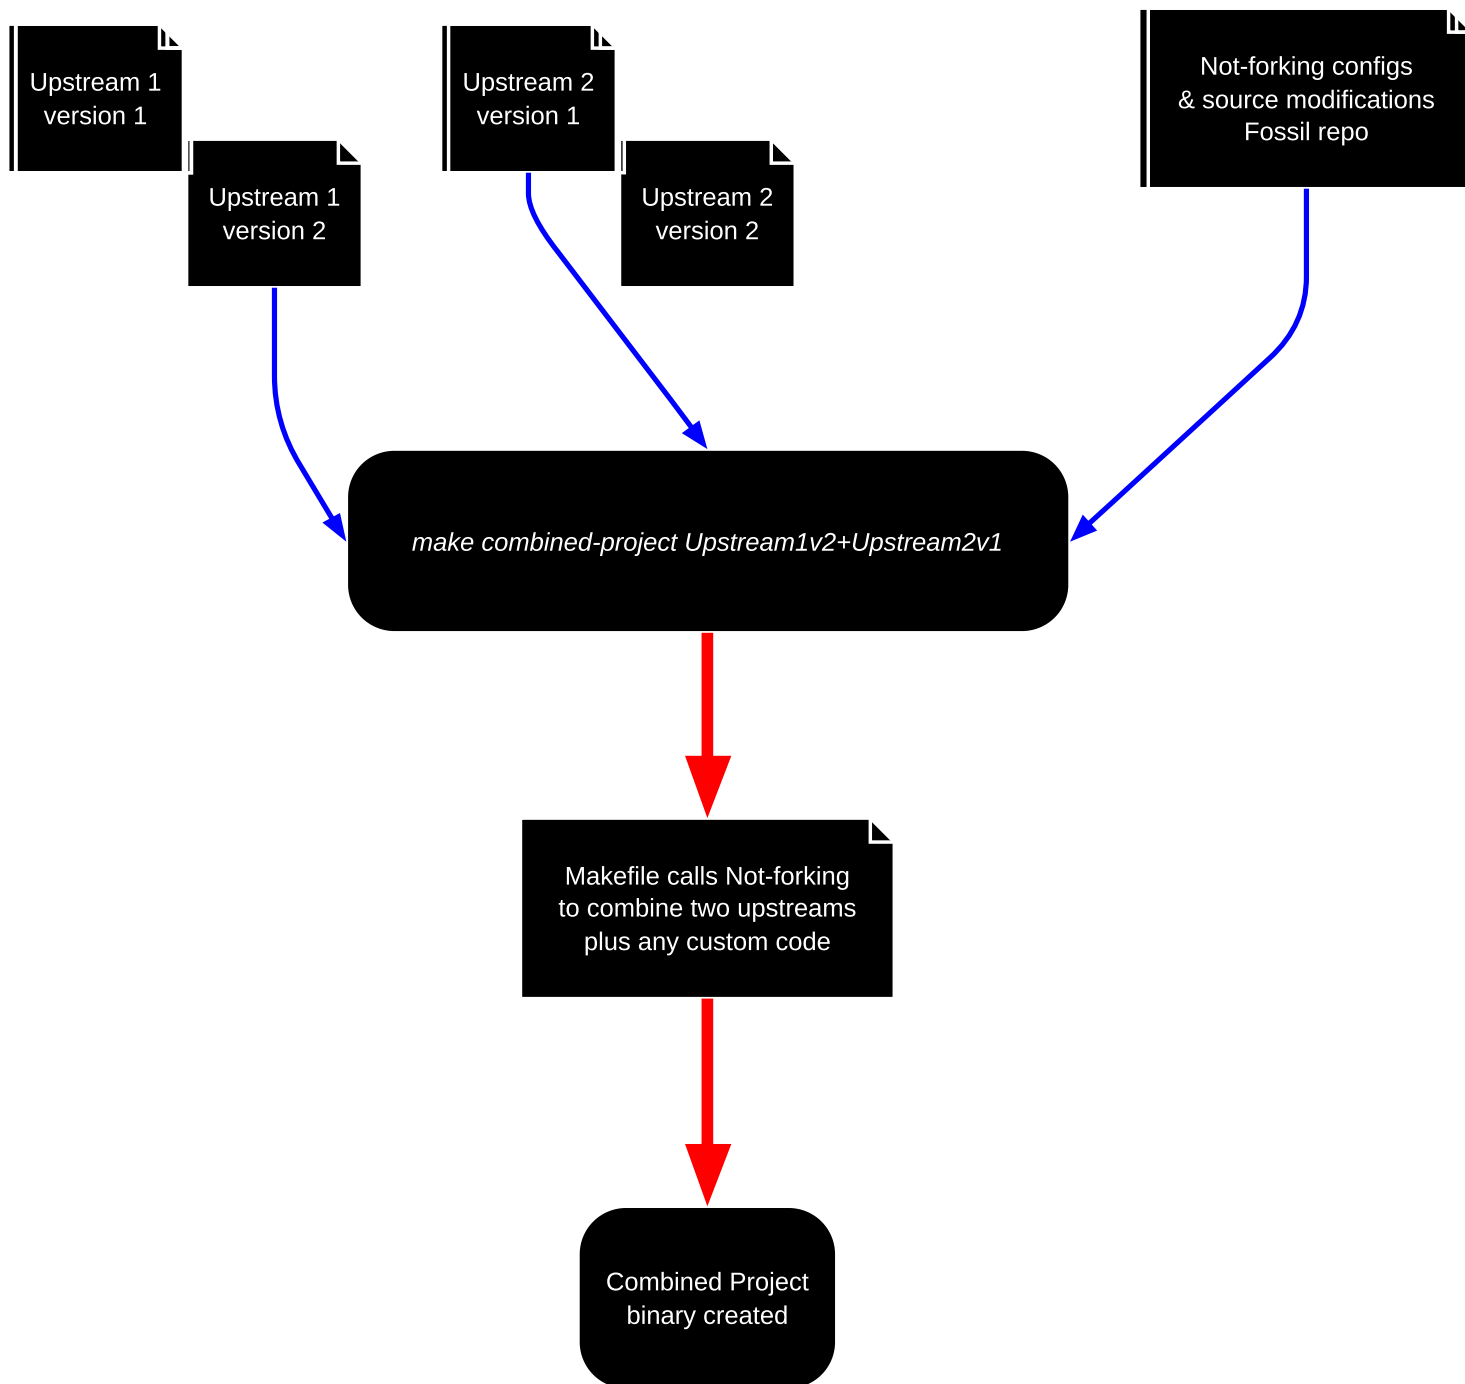 Upstream 1
version 1
Upstream 1
version 2
Upstream 2
version 1
Upstream 2
version 2
Not-forking configs
& source modifications
Fossil repo
make combined-project Upstream1v2+Upstream2v1
Makefile calls Not-forking
to combine two upstreams
plus any custom code
Combined Project
binary created